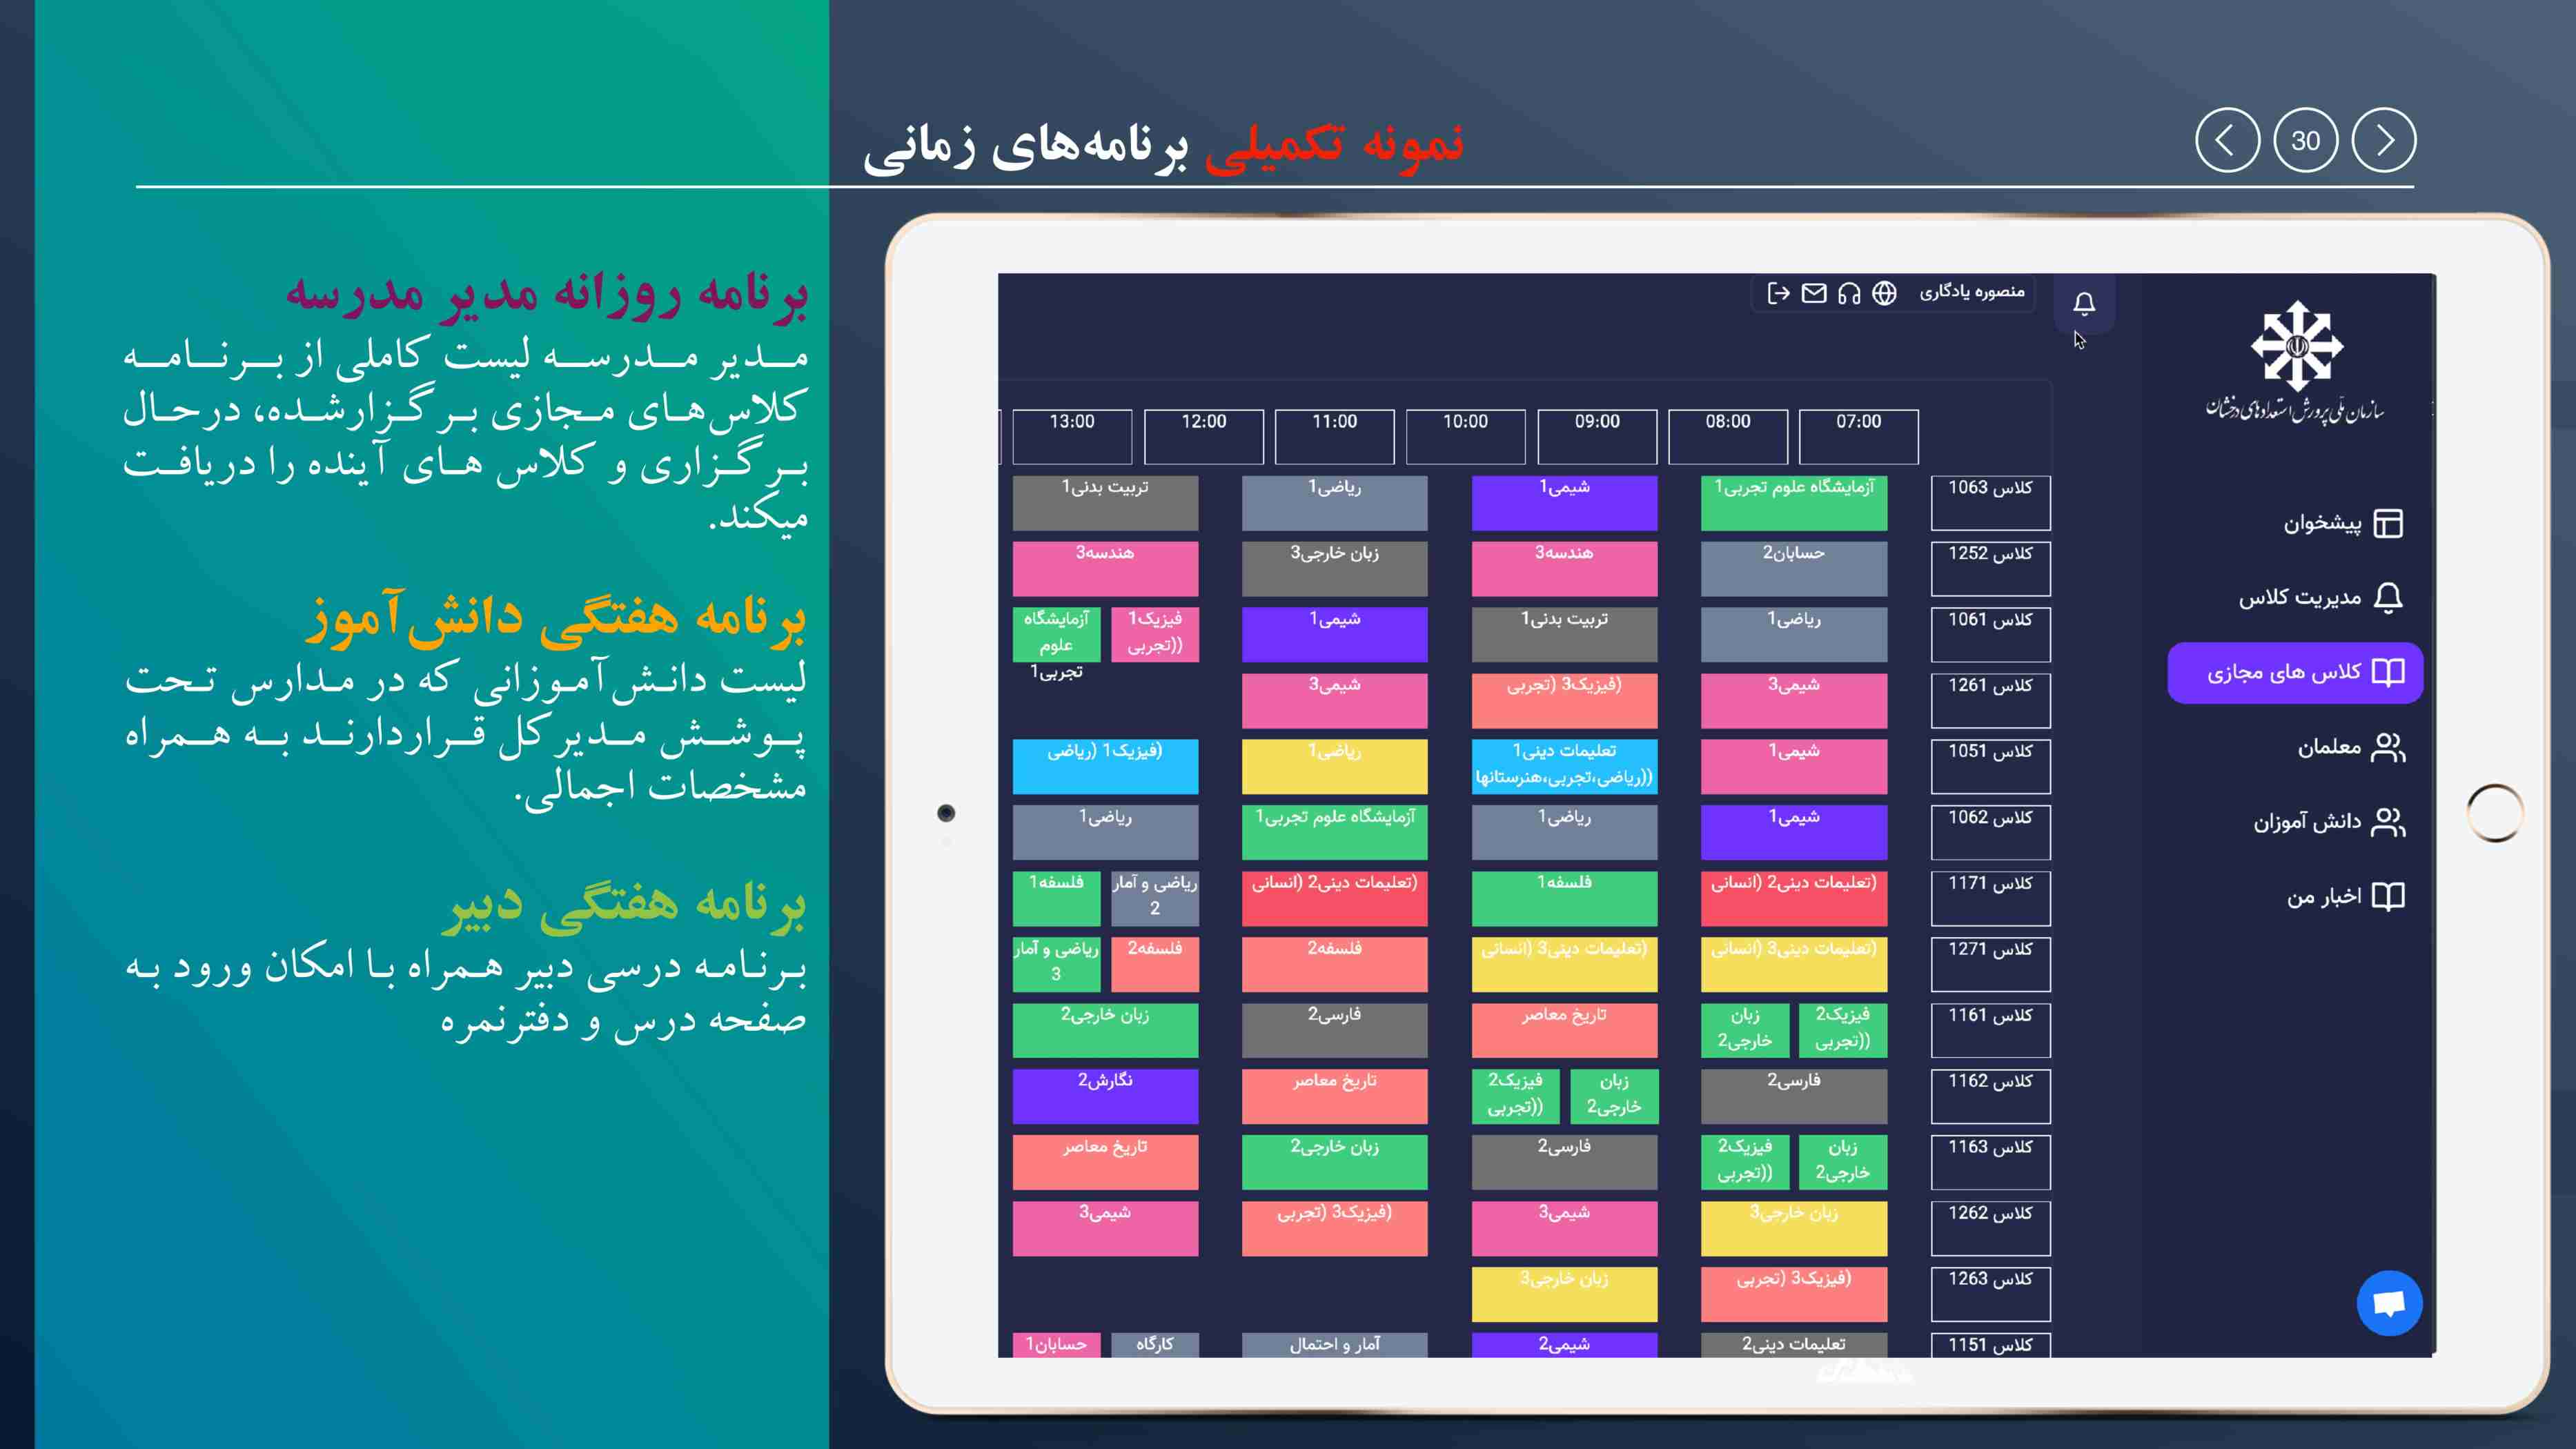 نمونه تکمیلی برنامه‌های زمانی
30
برنامه روزانه مدیر مدرسه
مدیر مدرسه لیست کاملی از برنامه
کلاس‌های مجازی برگزارشده، درحال
برگزاری و کلاس های آینده را دریافت
میکند.
برنامه هفتگی دانش‌آموز
لیست دانش‌آموزانی که در مدارس تحت
پوشش مدیرکل قراردارند به همراه
مشخصات اجمالی.
برنامه هفتگی دبیر
برنامه درسی دبیر همراه با امکان ورود به
صفحه درس و دفترنمره
سازمان ملی پرورش استعدادهای درخشان
پیشخوان
مدیریت کلاس
کلاس های مجازی
معلمان
دانش آموزان
اخبار من
منصوره یادگاری
07:00 08:00 09:00 10:00 11:00 12:00 13:00
کلاس 1063 آزمایشگاه علوم تجربی1 شیمی1 ریاضی1 تربیت بدنی1
کلاس 1252 حسابان2 هندسه3 زبان خارجی3 هندسه3
کلاس 1061 ریاضی1 تربیت بدنی1 شیمی1 فیزیک1 آزمایشگاه
((تجربی علوم
تجربی1
کلاس 1261 شیمی3 (فیزیک3 (تجربی شیمی3
کلاس 1051 شیمی1 تعلیمات دینی1 ریاضی1 (فیزیک1 (ریاضی
((ریاضی،تجربی،هنرستانها
کلاس 1062 شیمی1 ریاضی1 آزمایشگاه علوم تجربی1 ریاضی1
کلاس 1171 (تعلیمات دینی2 (انسانی فلسفه1 (تعلیمات دینی2 (انسانی ریاضی و آمار فلسفه1
2
کلاس 1271 (تعلیمات دینی3 (انسانی (تعلیمات دینی3 (انسانی فلسفه2 فلسفه2 ریاضی و آمار
3
کلاس 1161 فیزیک2 زبان تاریخ معاصر فارسی2 زبان خارجی2
((تجربی خارجی2
کلاس 1162 فارسی2 زبان فیزیک2 تاریخ معاصر نگارش2
خارجی2 ((تجربی
کلاس 1163 زبان فیزیک2 فارسی2 زبان خارجی2 تاریخ معاصر
خارجی2 ((تجربی
کلاس 1262 زبان خارجی3 شیمی3 (فیزیک3 (تجربی شیمی3
کلاس 1263 (فیزیک3 (تجربی زبان خارجی3
کلاس 1151 تعلیمات دینی2 شیمی2 آمار و احتمال کارگاه حسابان1